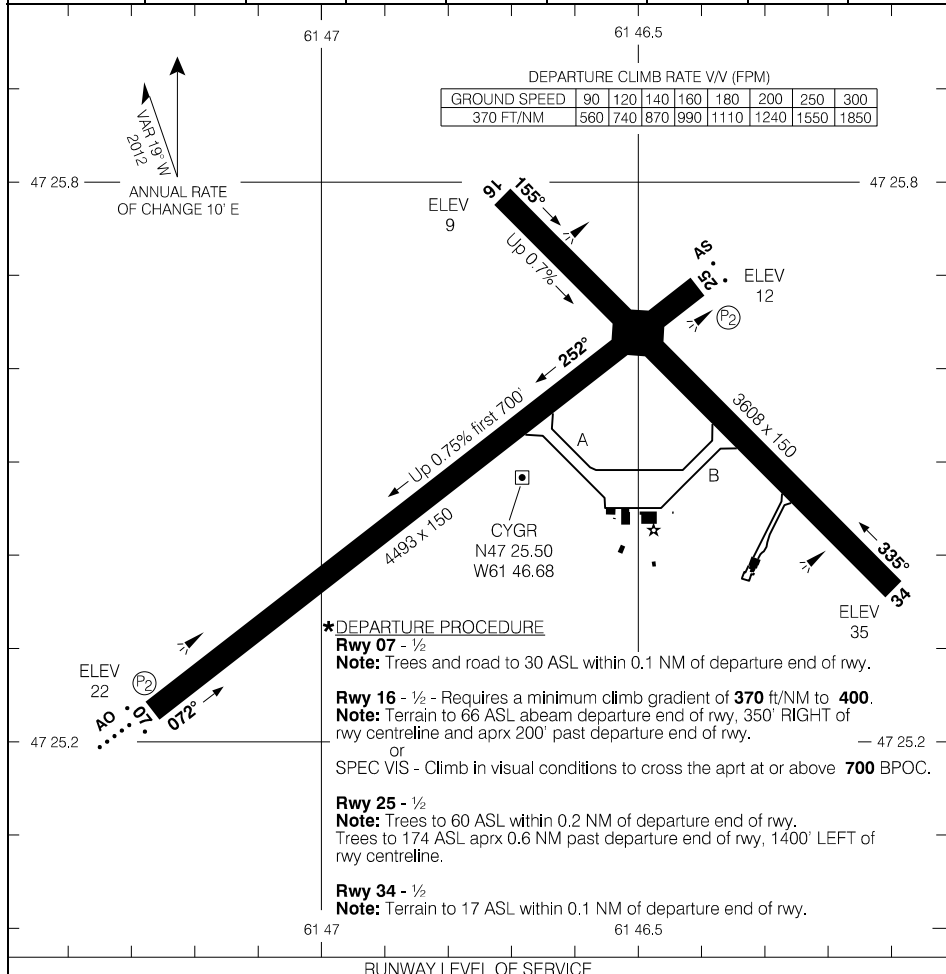 61 47
61 46.5
DEPARTURE CLIMB RATE V/V (FPM)
GROUND SPEED 90 120 140 160 180 200 250 300
370 FT/NM 560 740 870 990 1110 1240 1550 1850
VAR 19° W
2012
ANNUAL RATE
OF CHANGE 10' E
47 25.8
47 25.8
ELEV
9
16
155°
Up 0.7%
AS
25
ELEV
12
P2
252°
Up 0.75% first 700'
4493 x 150
3608 x 150
A
B
CYGR
N47 25.50
W61 46.68
335°
34
ELEV
35
ELEV
22
P2
AO
07
072°
47 25.2
47 25.2
*DEPARTURE PROCEDURE
Rwy 07 - ½
Note: Trees and road to 30 ASL within 0.1 NM of departure end of rwy.
Rwy 16 - ½ - Requires a minimum climb gradient of 370 ft/NM to 400.
Note: Terrain to 66 ASL abeam departure end of rwy, 350' RIGHT of
rwy centreline and aprx 200' past departure end of rwy.
or
SPEC VIS - Climb in visual conditions to cross the aprt at or above 700 BPOC.
Rwy 25 - ½
Note: Trees to 60 ASL within 0.2 NM of departure end of rwy.
Trees to 174 ASL aprx 0.6 NM past departure end of rwy, 1400' LEFT of
rwy centreline.
Rwy 34 - ½
Note: Terrain to 17 ASL within 0.1 NM of departure end of rwy.
61 47
61 46.5
RUNWAY LEVEL OF SERVICE